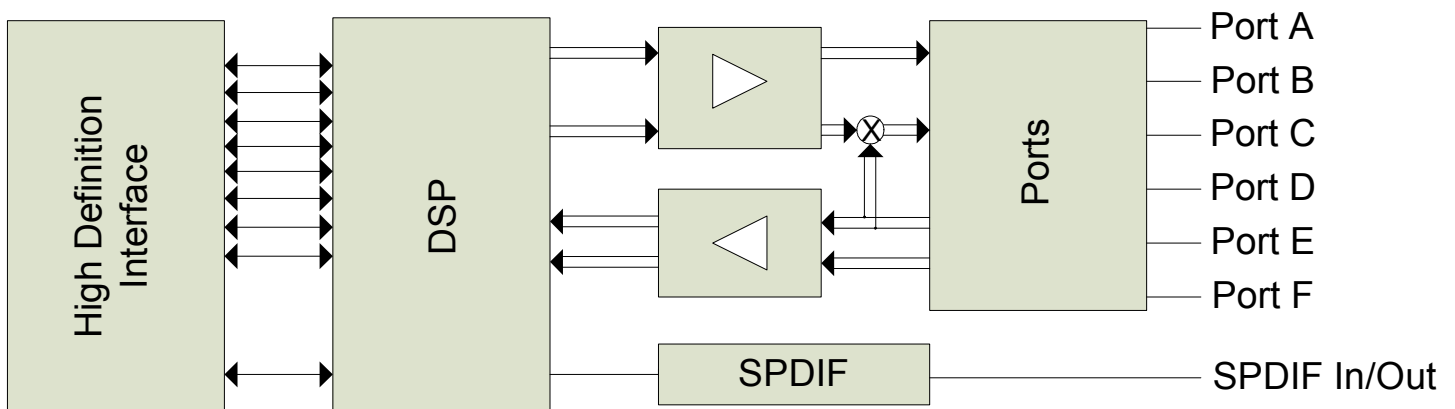 High Definition
Interface
DSP
X
Ports
Port A
Port B
Port C
Port D
Port E
Port F
SPDIF
SPDIF In/Out